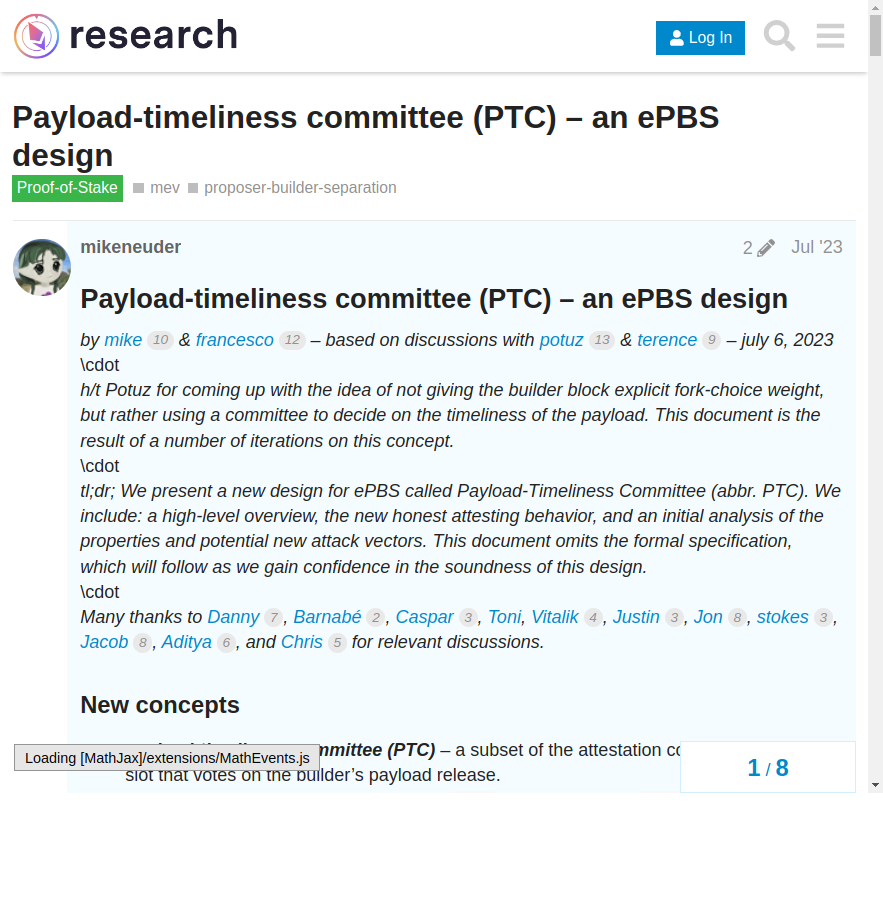 research
Log In
Payload-timeliness committee (PTC) – an ePBS
design
Proof-of-Stake mev proposer-builder-separation
mikeneuder 2 Jul '23
Payload-timeliness committee (PTC) – an ePBS design
by mike 10 & francesco 12 – based on discussions with potuz 13 & terence 9 – july 6, 2023
\cdot
h/t Potuz for coming up with the idea of not giving the builder block explicit fork-choice weight,
but rather using a committee to decide on the timeliness of the payload. This document is the
result of a number of iterations on this concept.
\cdot
tl;dr; We present a new design for ePBS called Payload-Timeliness Committee (abbr. PTC). We
include: a high-level overview, the new honest attesting behavior, and an initial analysis of the
properties and potential new attack vectors. This document omits the formal specification,
which will follow as we gain confidence in the soundness of this design.
\cdot
Many thanks to Danny 7, Barnabé 2, Caspar 3, Toni, Vitalik 4, Justin 3, Jon 8, stokes 3,
Jacob 8, Aditya 6, and Chris 5 for relevant discussions.
New concepts
(PTC) – a subset of the attestation
slot that votes on the builder’s payload release.
Loading [MathJax]/extensions/MathEvents.js
1 / 8